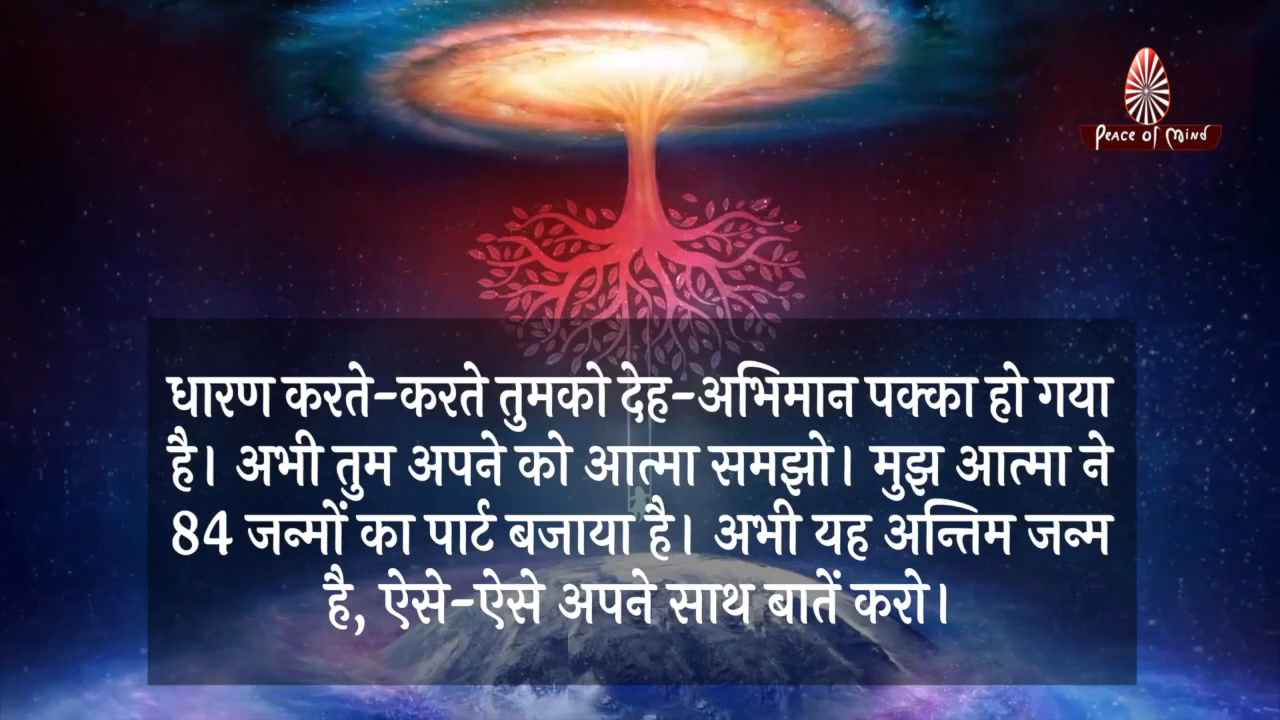 Peace of Mind
धारण करते-करते तुमको देह-अभिमान पक्का हो गया
है। अभी तुम अपने को आत्मा समझो। मुझ आत्मा ने
84 जन्मों का पार्ट बजाया है। अभी यह अन्तिम जन्म
है, ऐसे-ऐसे अपने साथ बातें करो।